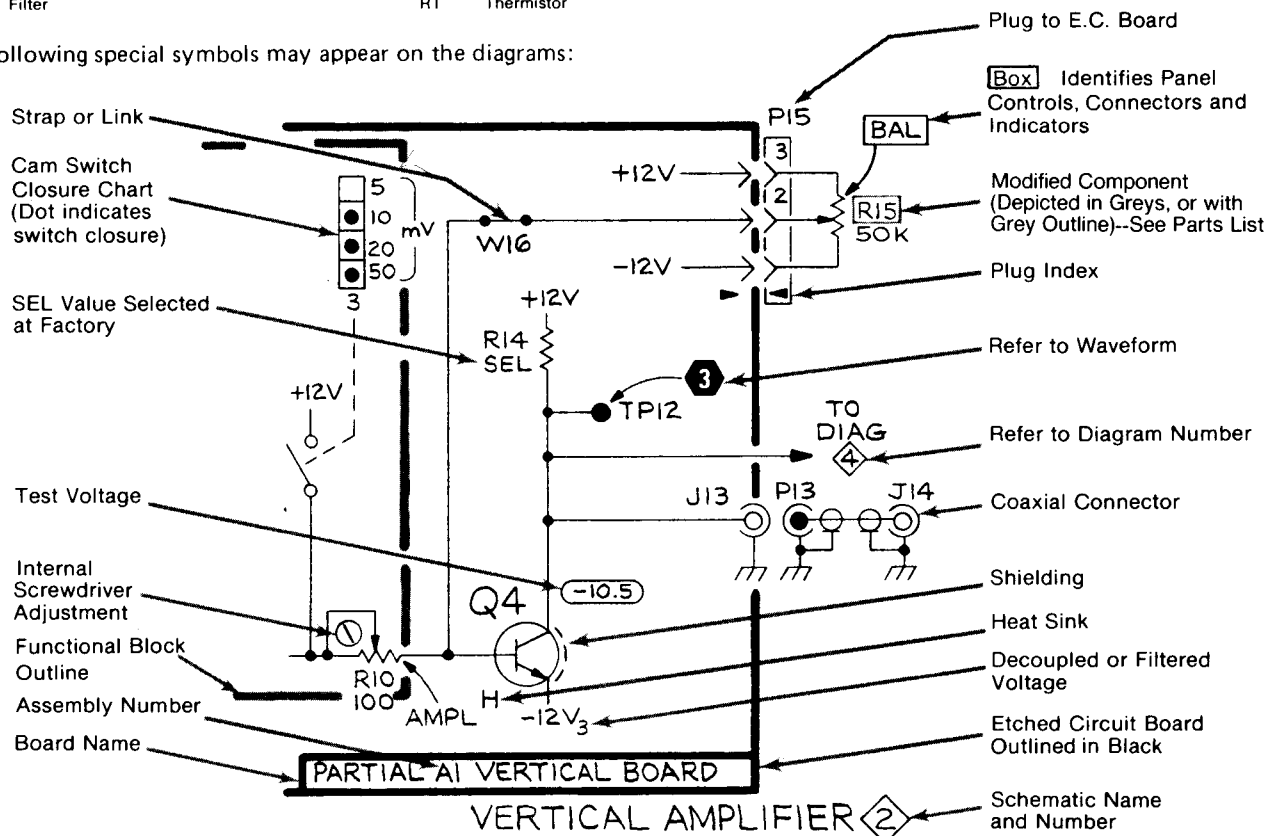 Filter
RT Thermistor
ollowing special symbols may appear on the diagrams:
Strap or Link
Cam Switch
Closure Chart
(Dot indicates
switch closure)
SEL Value Selected
at Factory
Test Voltage
Internal
Screwdriver
Adjustment
Functional Block
Outline
Assembly Number
Board Name
5
10
20
50
mV
3
+12V
R10
100
AMPL
W16
+12V
R14
SEL
TP12
3
Q4
-10.5
H
-12V3
+12V
-12V
P15
3
2
BAL
R15
50K
TO
DIAG
4
J13
P13
J14
PARTIAL A1 VERTICAL BOARD
VERTICAL AMPLIFIER 2
Plug to E.C. Board
Box Identifies Panel
Controls, Connectors and
Indicators
Modified Component
(Depicted in Greys, or with
Grey Outline)--See Parts List
Plug Index
Refer to Waveform
Refer to Diagram Number
Coaxial Connector
Shielding
Heat Sink
Decoupled or Filtered
Voltage
Etched Circuit Board
Outlined in Black
Schematic Name
and Number